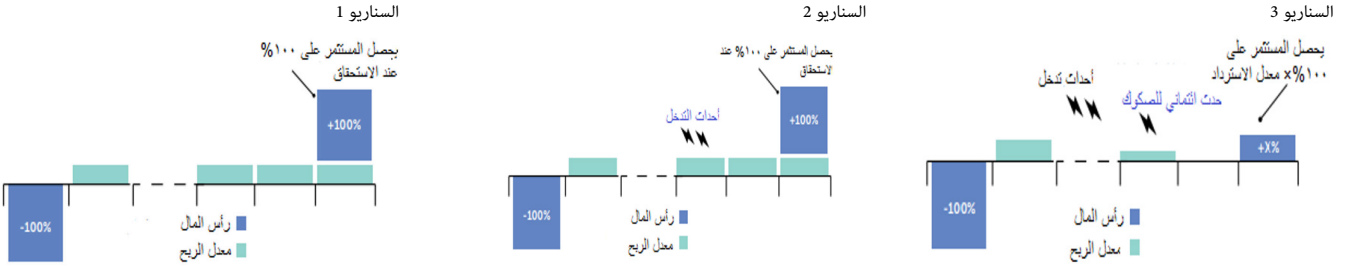 السناريو 1
يحصل المستثمر على ١٠٠%
عند الاستحقاق
+100%
-100%
رأس المال
معدل الربح
السناريو 2
يحصل المستثمر على ١٠٠% عند
الاستحقاق
أحداث التدخل
+100%
-100%
رأس المال
معدل الربح
السناريو 3
يحصل المستثمر على
١٠٠%× معدل الاسترداد
أحداث تدخل
حدث ائتماني للصكوك
+X%
-100%
رأس المال
معدل الربح